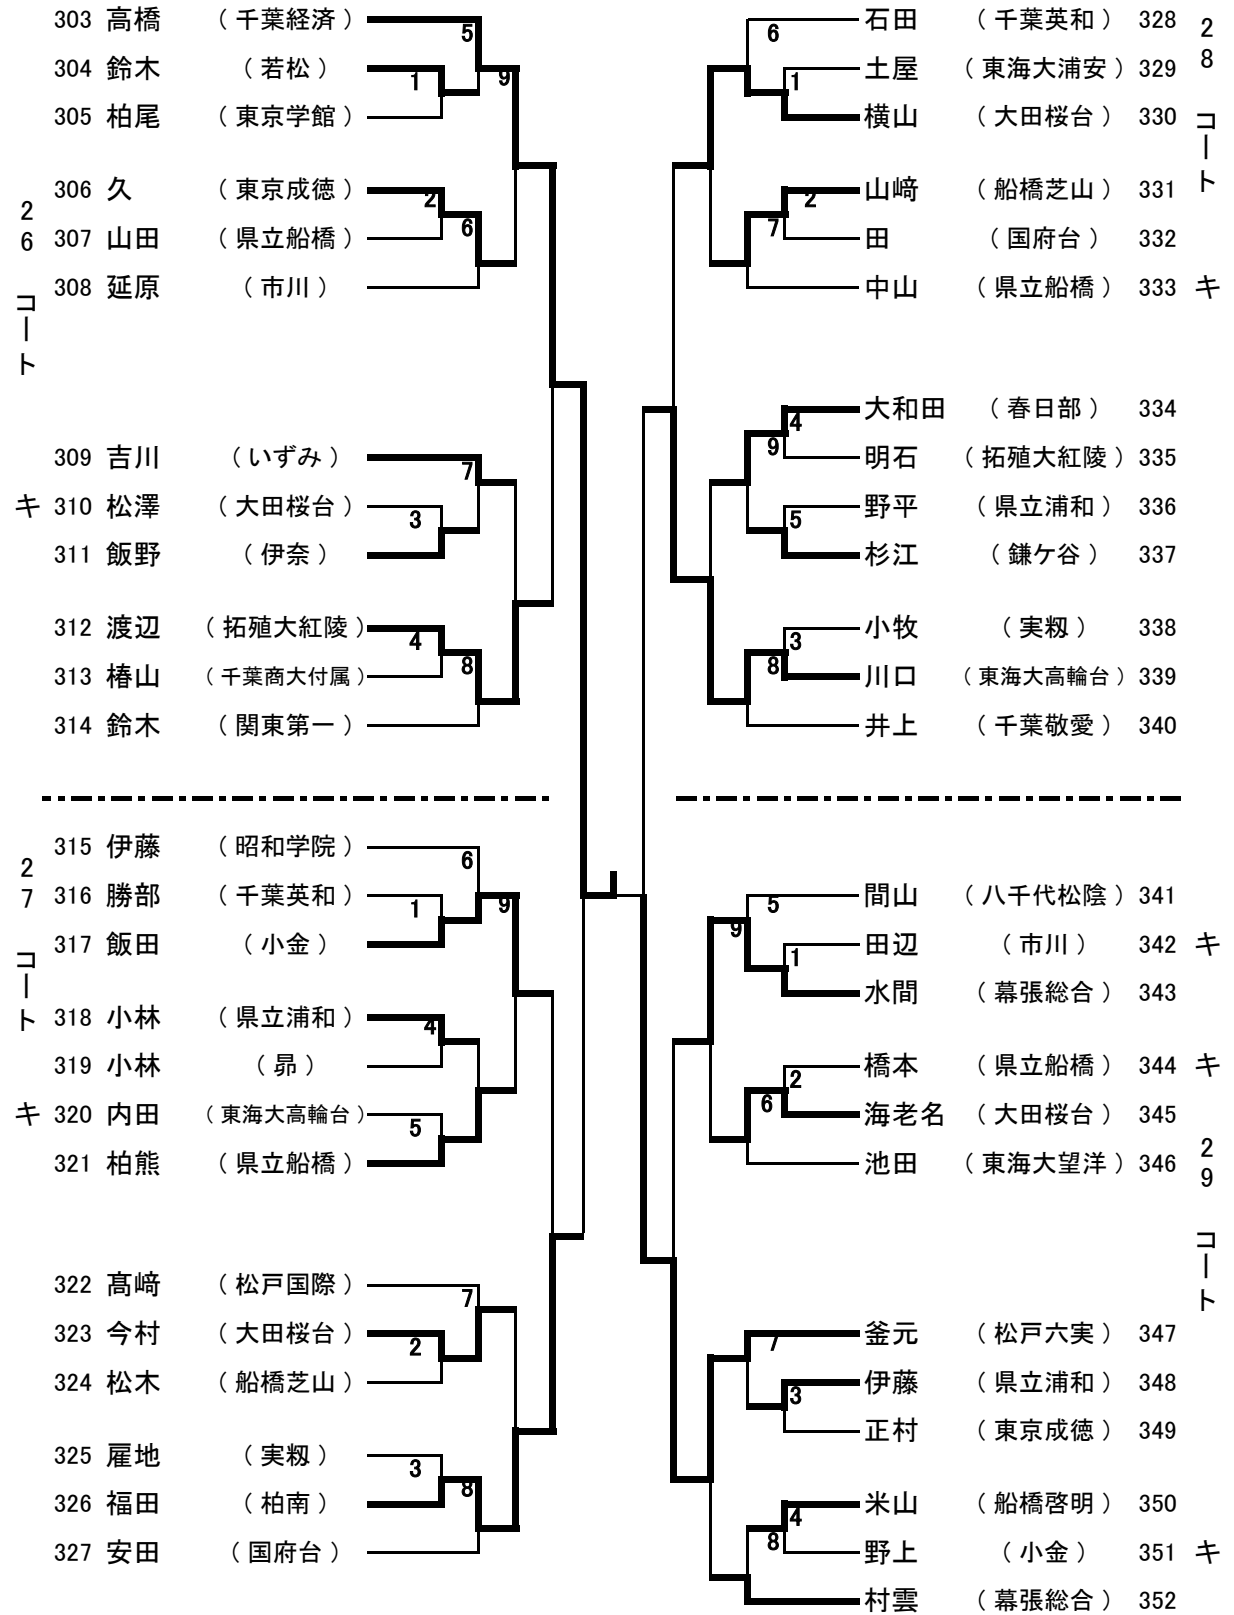 26コート
303 高橋 （千葉経済）
304 鈴木 （若松）
305 柏尾 （東京学館）
5
1
9
306 久 （東京成徳）
307 山田 （県立船橋）
308 延原 （市川）
2
6
309 吉川 （いずみ）
キ 310 松澤 （大田桜台）
311 飯野 （伊奈）
7
3
312 渡辺 （拓殖大紅陵）
313 椿山 （千葉商大付属）
314 鈴木 （関東第一）
4
8
27コート
315 伊藤 （昭和学院）
316 勝部 （千葉英和）
317 飯田 （小金）
6
1
9
318 小林 （県立浦和）
319 小林 （昴）
キ 320 内田 （東海大高輪台）
321 柏熊 （県立船橋）
4
5
322 髙﨑 （松戸国際）
323 今村 （大田桜台）
324 松木 （船橋芝山）
7
2
325 雇地 （実籾）
326 福田 （柏南）
327 安田 （国府台）
3
8
28コート
石田 （千葉英和） 328
土屋 （東海大浦安） 329
横山 （大田桜台） 330
6
1
山﨑 （船橋芝山） 331
田 （国府台） 332
中山 （県立船橋） 333 キ
2
7
大和田 （春日部） 334
明石 （拓殖大紅陵） 335
野平 （県立浦和） 336
杉江 （鎌ケ谷） 337
4
9
5
小牧 （実籾） 338
川口 （東海大高輪台） 339
井上 （千葉敬愛） 340
3
8
29コート
間山 （八千代松陰） 341
田辺 （市川） 342 キ
水間 （幕張総合） 343
5
9
1
橋本 （県立船橋） 344 キ
海老名 （大田桜台） 345
池田 （東海大望洋） 346
2
6
釜元 （松戸六実） 347
伊藤 （県立浦和） 348
正村 （東京成徳） 349
7
3
米山 （船橋啓明） 350
野上 （小金） 351 キ
村雲 （幕張総合） 352
4
8